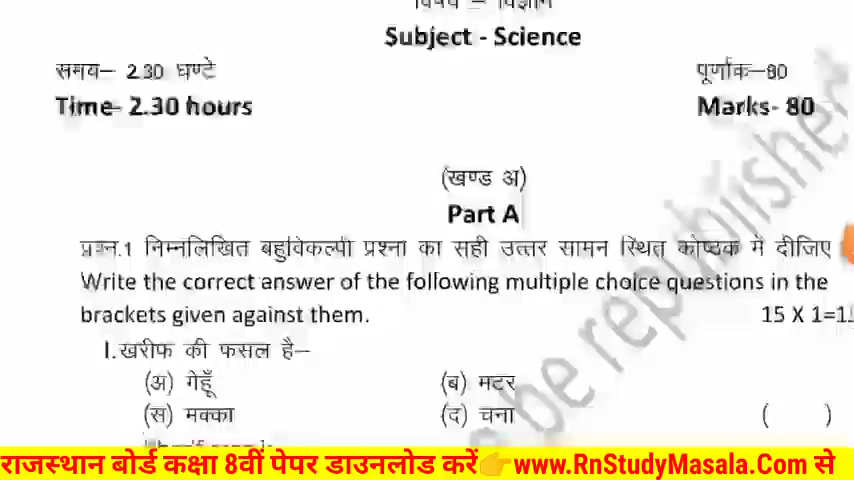 विषय – विज्ञान
Subject - Science
समय– 2.30 घण्टे पूर्णांक–80
Time- 2.30 hours Marks- 80
(खण्ड अ)
Part A
प्रश्न.1 निम्नलिखित बहुविकल्पी प्रश्नों का सही उत्तर सामने स्थित कोष्ठक में दीजिए
Write the correct answer of the following multiple choice questions in the
brackets given against them. 15 X 1=1
I.खरीफ की फसल है–
(अ) गेहूँ (ब) मटर
(स) मक्का (द) चना ( )
be republished
राजस्थान बोर्ड कक्षा 8वीं पेपर डाउनलोड करें👉www.RnStudyMasala.Com से